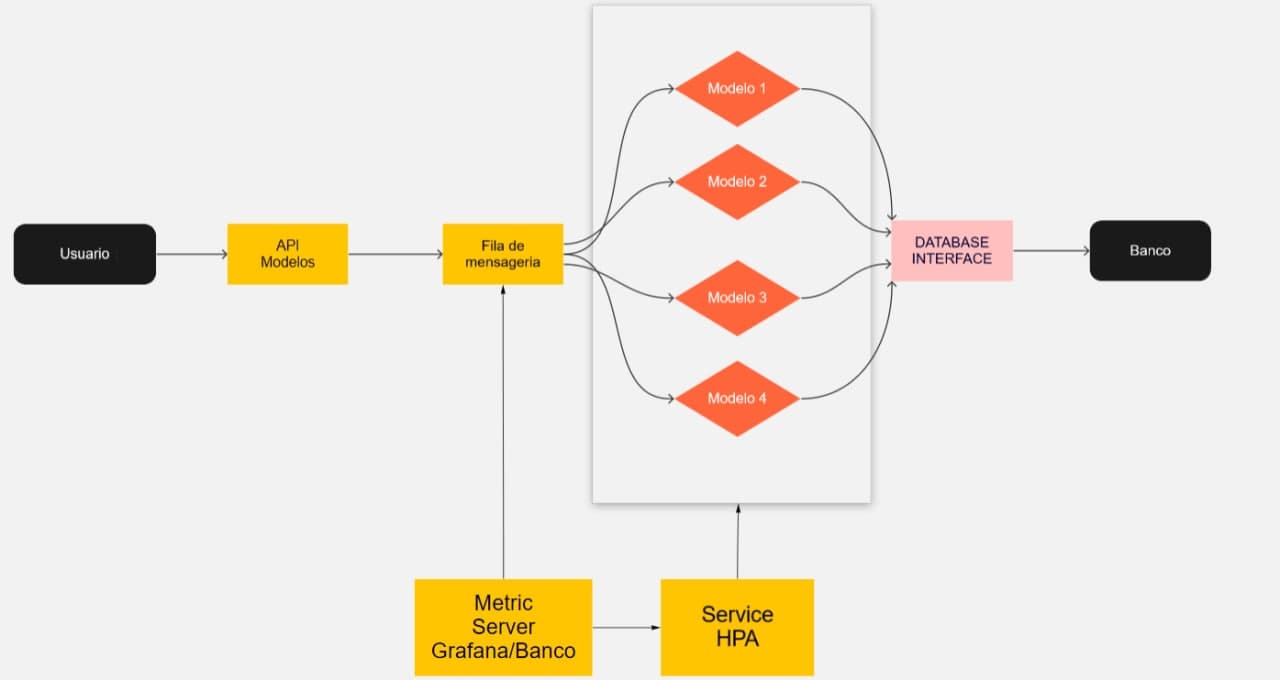 Usuario
API
Modelos
Fila de
mensageria
Modelo 1
Modelo 2
Modelo 3
Modelo 4
DATABASE
INTERFACE
Banco
Metric
Server
Grafana/Banco
Service
HPA